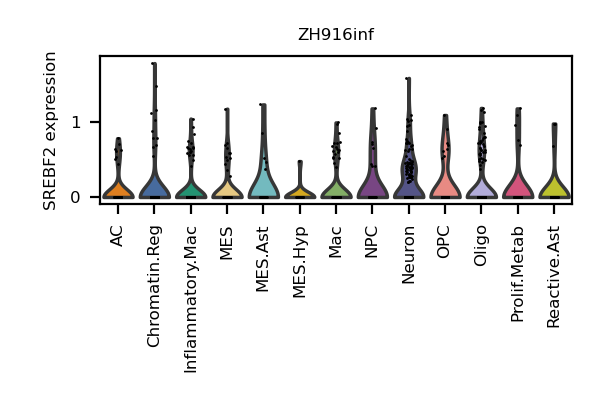 ZH916inf
SREBF2 expression
1
0
AC
Chromatin.Reg
Inflammatory.Mac
MES
MES.Ast
MES.Hyp
Mac
NPC
Neuron
OPC
Oligo
Prolif.Metab
Reactive.Ast